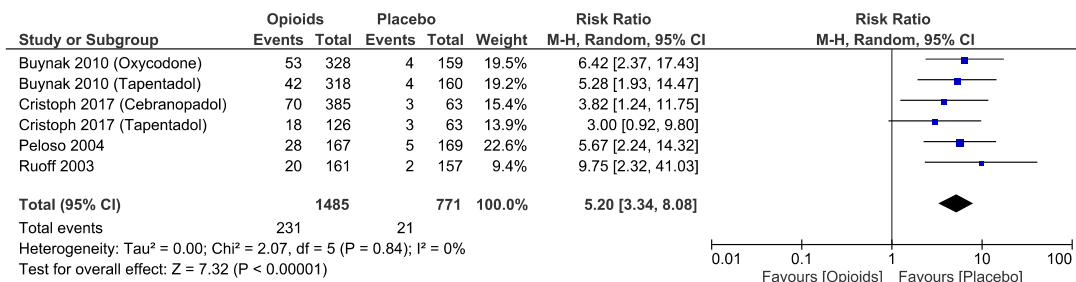 Opioids Placebo Risk Ratio Risk Ratio
Study or Subgroup Events Total Events Total Weight M-H, Random, 95% CI M-H, Random, 95% CI
Buynak 2010 (Oxycodone) 53 328 4 159 19.5% 6.42 [2.37, 17.43]
Buynak 2010 (Tapentadol) 42 318 4 160 19.2% 5.28 [1.93, 14.47]
Cristoph 2017 (Cebranopadol) 70 385 3 63 15.4% 3.82 [1.24, 11.75]
Cristoph 2017 (Tapentadol) 18 126 3 63 13.9% 3.00 [0.92, 9.80]
Peloso 2004 28 167 5 169 22.6% 5.67 [2.24, 14.32]
Ruoff 2003 20 161 2 157 9.4% 9.75 [2.32, 41.03]
Total (95% CI) 1485 771 100.0% 5.20 [3.34, 8.08]
Total events 231 21
Heterogeneity: Tau² = 0.00; Chi² = 2.07, df = 5 (P = 0.84); I² = 0%
Test for overall effect: Z = 7.32 (P < 0.00001)
0.01 0.1 1 10 100
Favours [Opioids] Favours [Placebo]